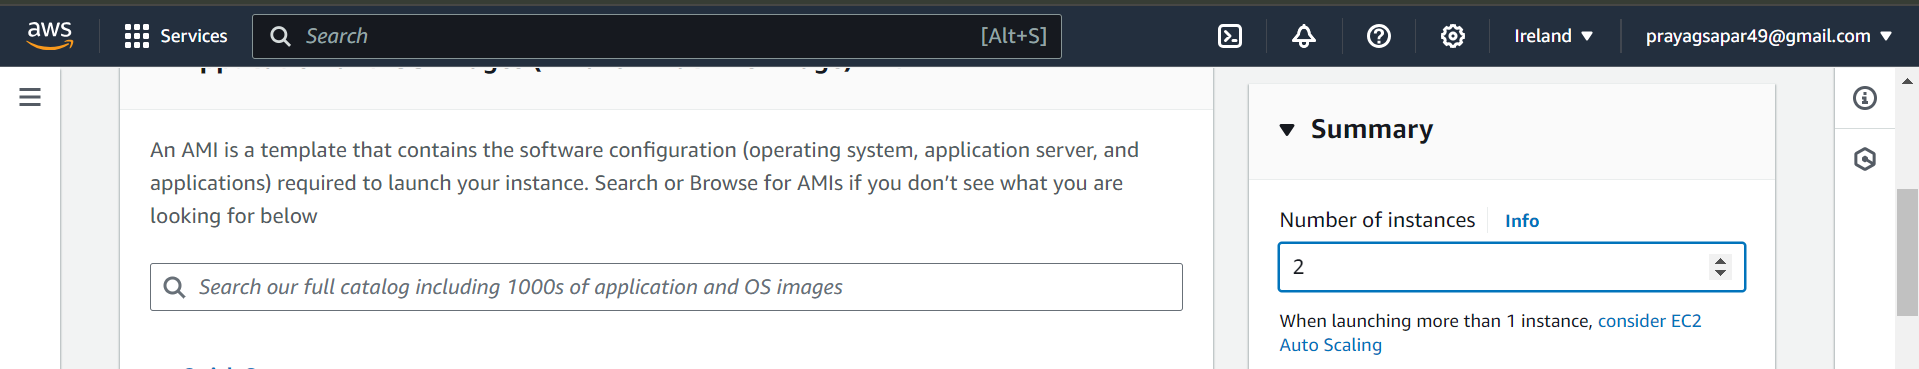 aws
Services
Search [Alt+S]
Ireland
prayagsapar49@gmail.com
An AMI is a template that contains the software configuration (operating system, application server, and
applications) required to launch your instance. Search or Browse for AMIs if you don’t see what you are
looking for below
Search our full catalog including 1000s of application and OS images
Summary
Number of instances Info
2
When launching more than 1 instance, consider EC2
Auto Scaling